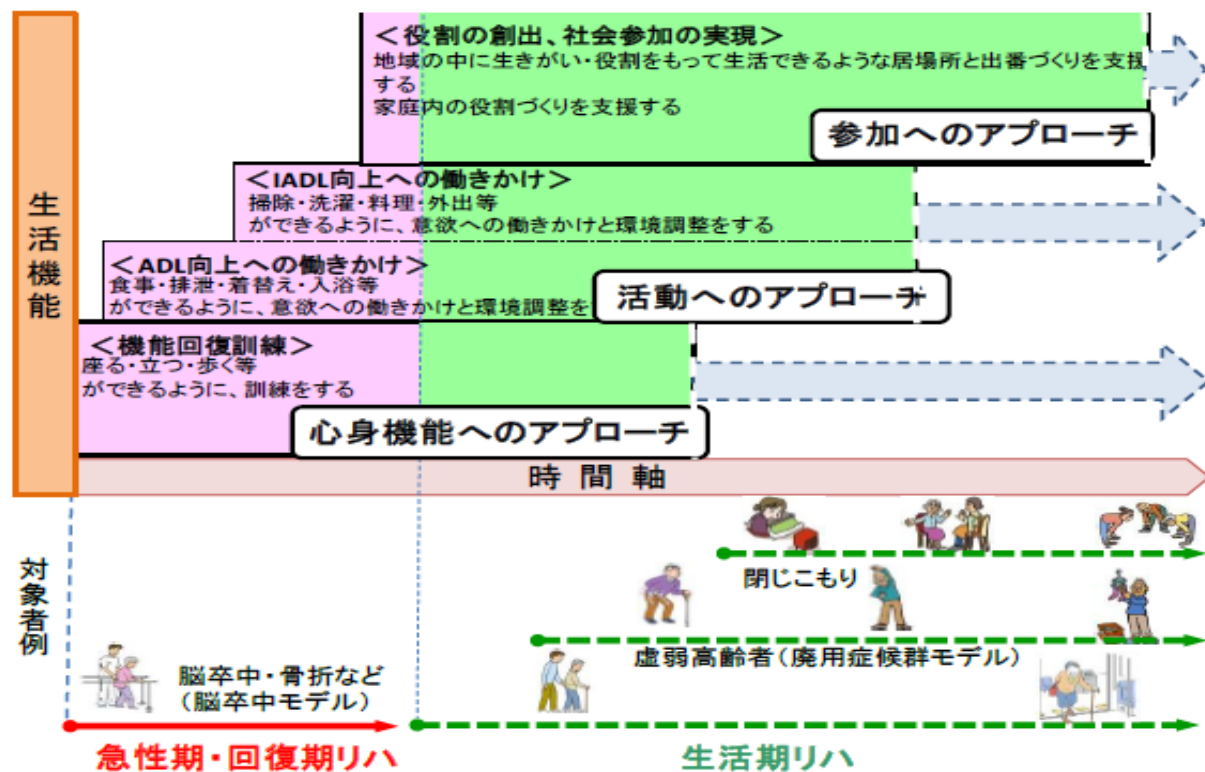 ＜役割の創出、社会参加の実現＞
地域の中に生きがい・役割をもって生活できるような居場所と出番づくりを支援
する
家庭内の役割づくりを支援する
参加へのアプローチ
＜IADL向上への働きかけ＞
掃除・洗濯・料理・外出等
ができるように、意欲への働きかけと環境調整をする
＜ADL向上への働きかけ＞
食事・排泄・着替え・入浴等
ができるように、意欲への働きかけと環境調整を
活動へのアプローチ
＜機能回復訓練＞
座る・立つ・歩く等
ができるように、訓練をする
心身機能へのアプローチ
生活機能
時間軸
対象者例
閉じこもり
虚弱高齢者（廃用症候群モデル）
脳卒中・骨折など
（脳卒中モデル）
急性期・回復期リハ
生活期リハ